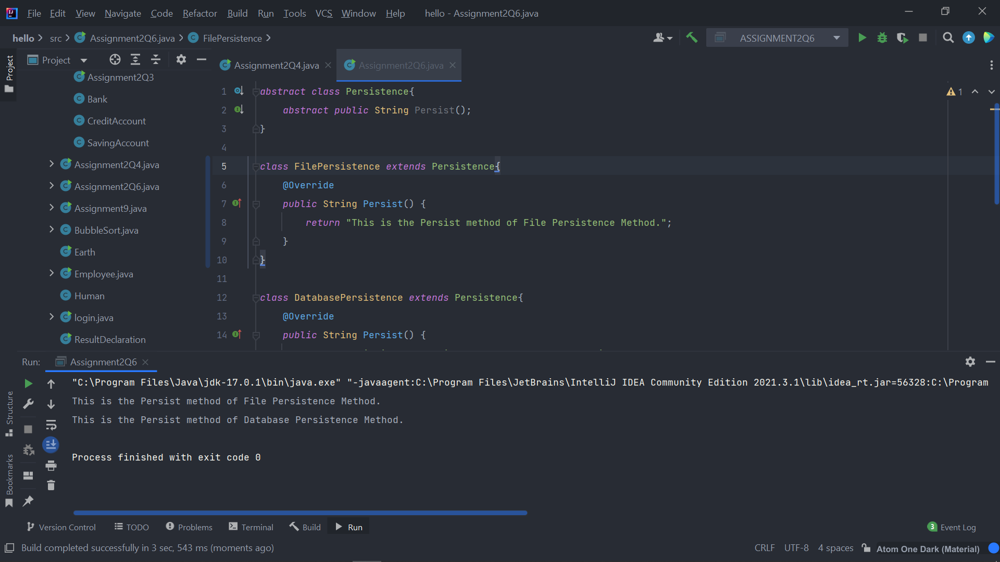 File Edit View Navigate Code Refactor Build Run Tools VCS Window Help hello - Assignment2Q6.java
hello src Assignment2Q6.java FilePersistence ASSIGNMENT2Q6
Project
Project
Assignment2Q4.java Assignment2Q6.java
Assignment2Q3
Bank
CreditAccount
SavingAccount
Assignment2Q4.java
Assignment2Q6.java
Assignment9.java
BubbleSort.java
Earth
Employee.java
Human
login.java
ResultDeclaration
1 abstract class Persistence{
2 abstract public String Persist();
3 }
4
5 class FilePersistence extends Persistence{
6 @Override
7 public String Persist() {
8 return "This is the Persist method of File Persistence Method.";
9 }
10 }
11
12 class DatabasePersistence extends Persistence{
13 @Override
14 public String Persist() {
1
Run: Assignment2Q6
"C:\Program Files\Java\jdk-17.0.1\bin\java.exe" "-javaagent:C:\Program Files\JetBrains\IntelliJ IDEA Community Edition 2021.3.1\lib\idea_rt.jar=56328:C:\Program
This is the Persist method of File Persistence Method.
This is the Persist method of Database Persistence Method.
Process finished with exit code 0
Structure
Bookmarks
Version Control TODO Problems Terminal Build Run 3 Event Log
Build completed successfully in 3 sec, 543 ms (moments ago) CRLF UTF-8 4 spaces Atom One Dark (Material)